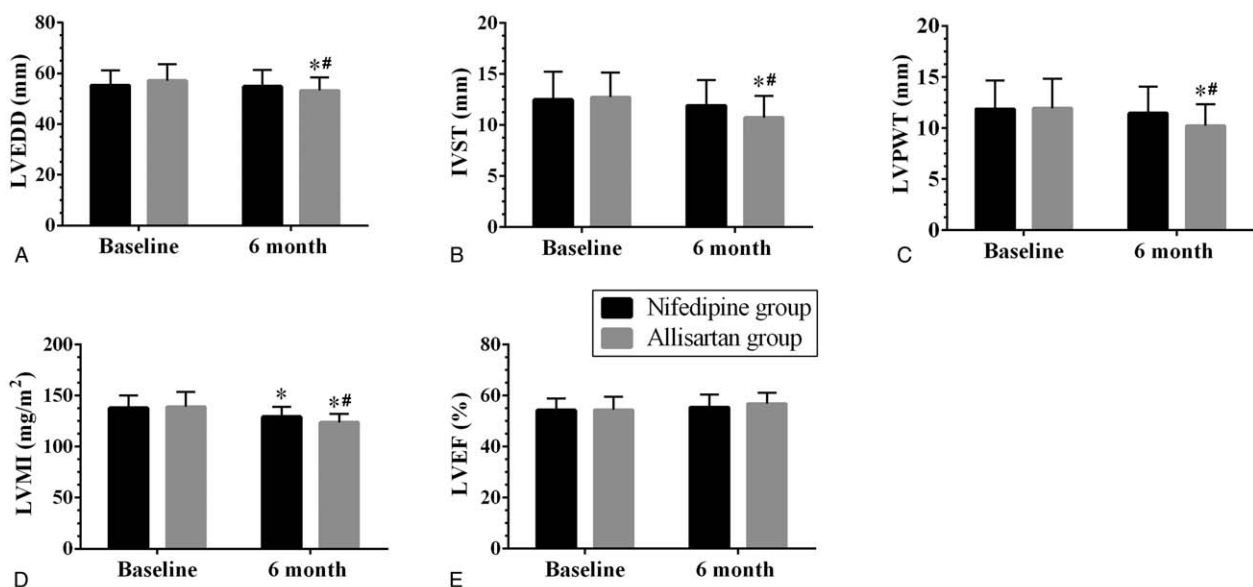 LVEDD (mm)
80
60
40
20
0
Baseline
6 month
*#
A
IVST (mm)
20
15
10
5
0
Baseline
6 month
*#
B
LVPWT (mm)
20
15
10
5
0
Baseline
6 month
*#
C
Nifedipine group
Allisartan group
LVMI (mg/m²)
200
150
100
50
0
Baseline
6 month
*
*#
D
LVEF (%)
80
60
40
20
0
Baseline
6 month
E